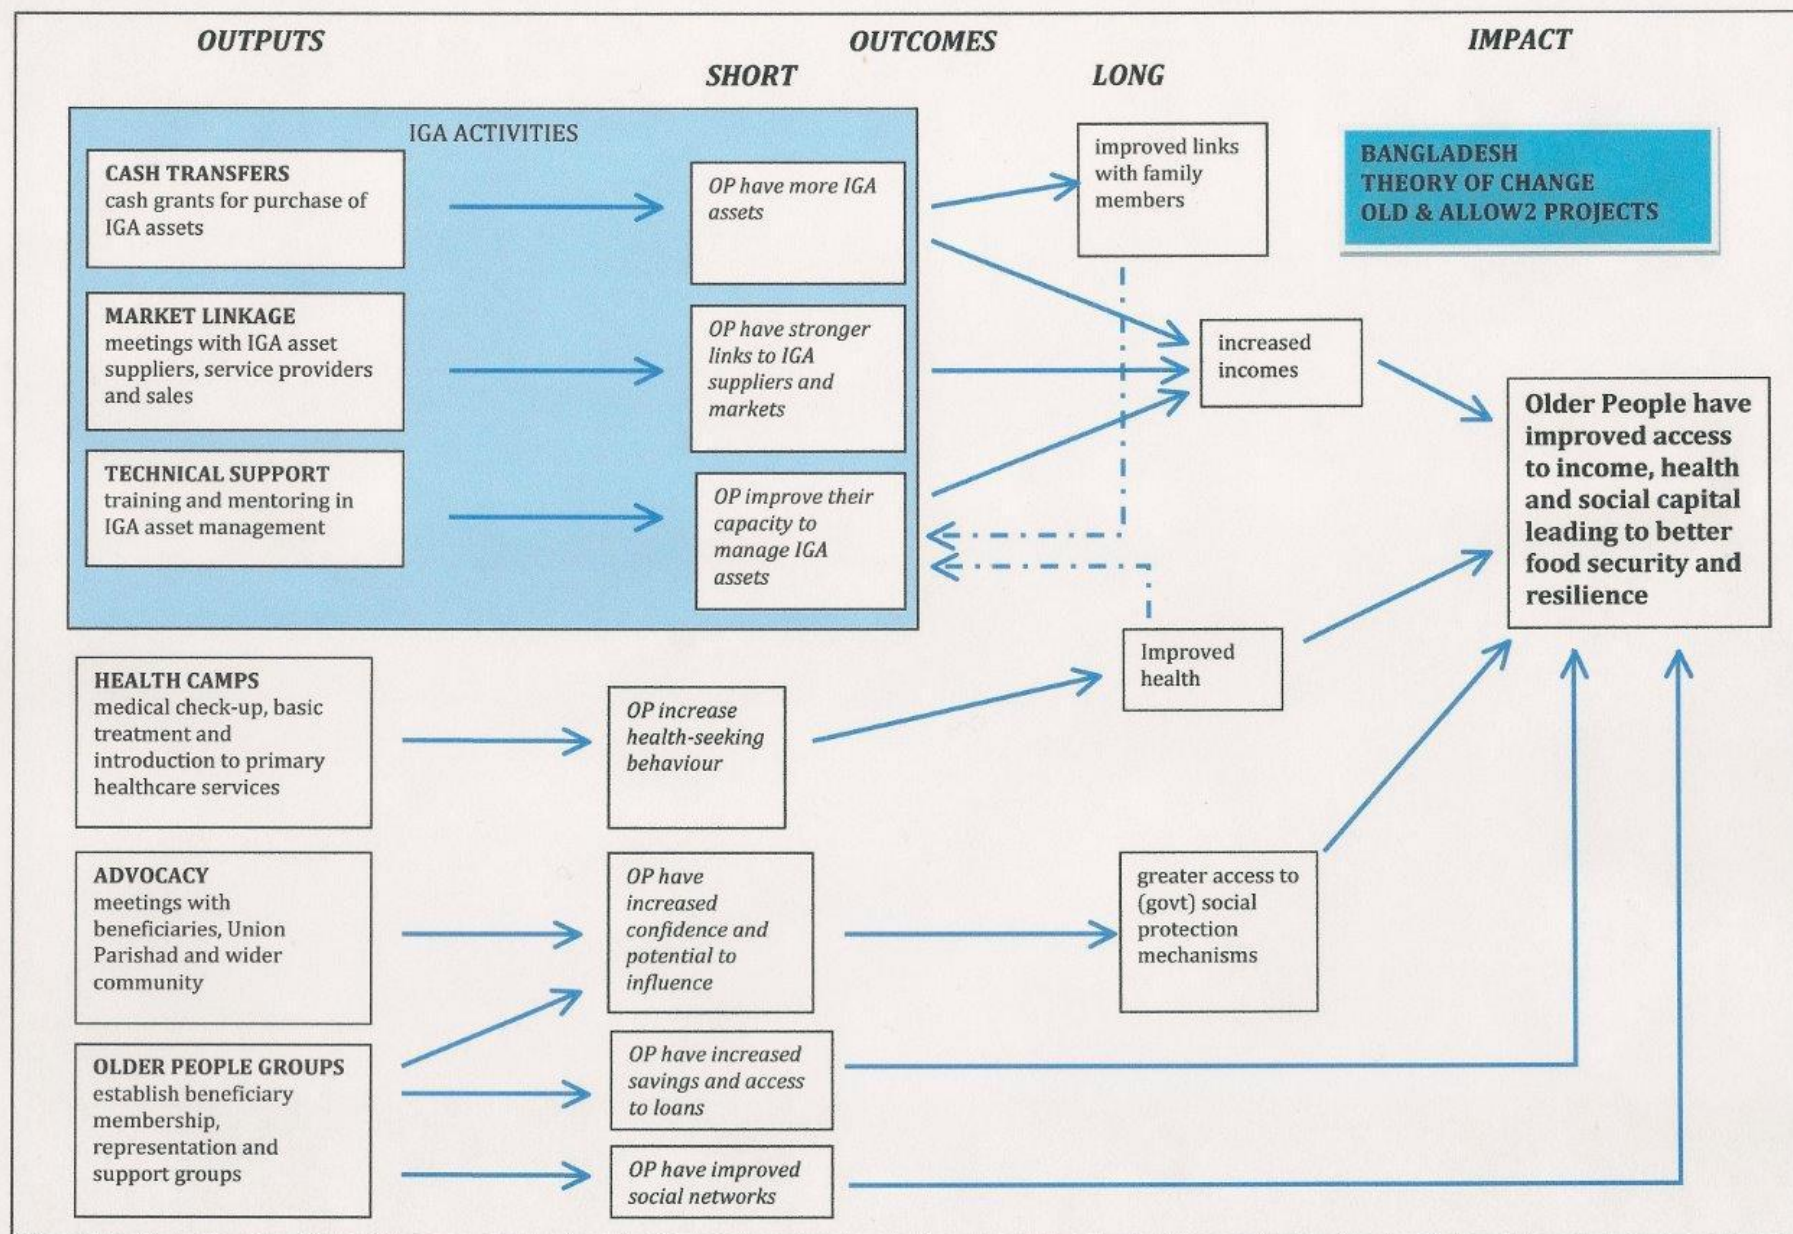 OUTPUTS
OUTCOMES
IMPACT
SHORT
LONG
IGA ACTIVITIES
CASH TRANSFERS
cash grants for purchase of
IGA assets
OP have more IGA
assets
improved links
with family
members
BANGLADESH
THEORY OF CHANGE
OLD & ALLOW2 PROJECTS
MARKET LINKAGE
meetings with IGA asset
suppliers, service providers
and sales
OP have stronger
links to IGA
suppliers and
markets
increased
incomes
Older People have
improved access
to income, health
and social capital
leading to better
food security and
resilience
TECHNICAL SUPPORT
training and mentoring in
IGA asset management
OP improve their
capacity to
manage IGA
assets
HEALTH CAMPS
medical check-up, basic
treatment and
introduction to primary
healthcare services
OP increase
health-seeking
behaviour
Improved
health
ADVOCACY
meetings with
beneficiaries, Union
Parishad and wider
community
OP have
increased
confidence and
potential to
influence
greater access to
(govt) social
protection
mechanisms
OLDER PEOPLE GROUPS
establish beneficiary
membership,
representation and
support groups
OP have increased
savings and access
to loans
OP have improved
social networks